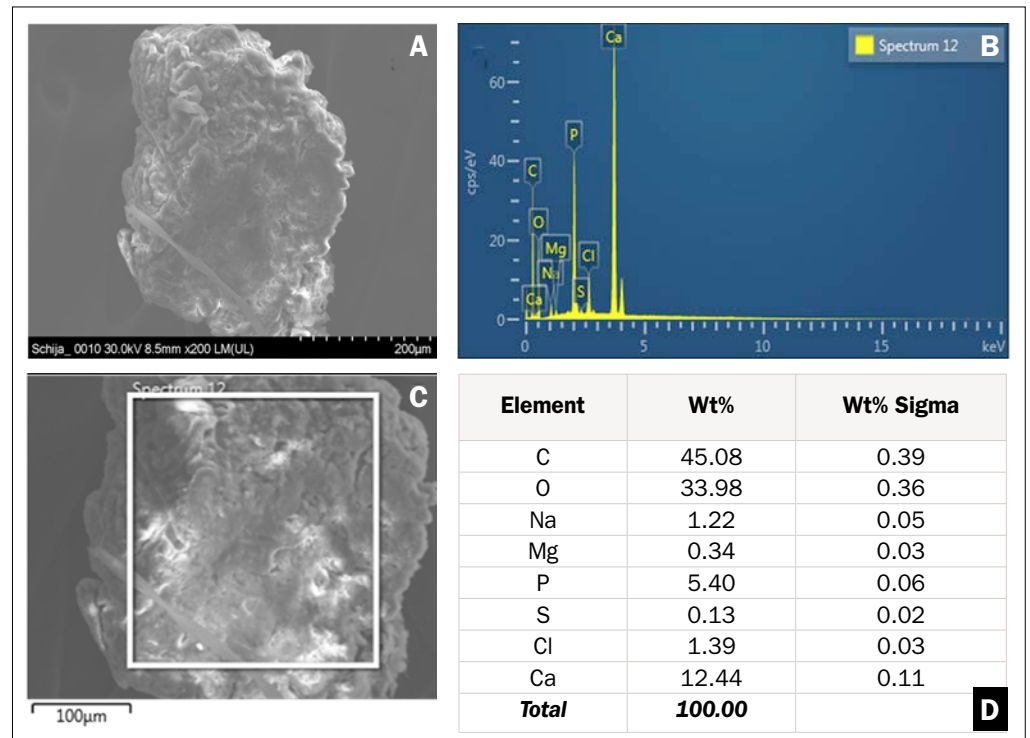 A
Schija_ 0010 30.0kV 8.5mm x200 LM(UL)
200µm
B
Spectrum 12
cps/eV
60
40
20
0
Ca
P
C
O
Mg
Na
Cl
S
Ca
0
5
10
15
keV
C
Spectrum 12
100µm
Element Wt% Wt% Sigma
C 45.08 0.39
O 33.98 0.36
Na 1.22 0.05
Mg 0.34 0.03
P 5.40 0.06
S 0.13 0.02
Cl 1.39 0.03
Ca 12.44 0.11
Total 100.00
D